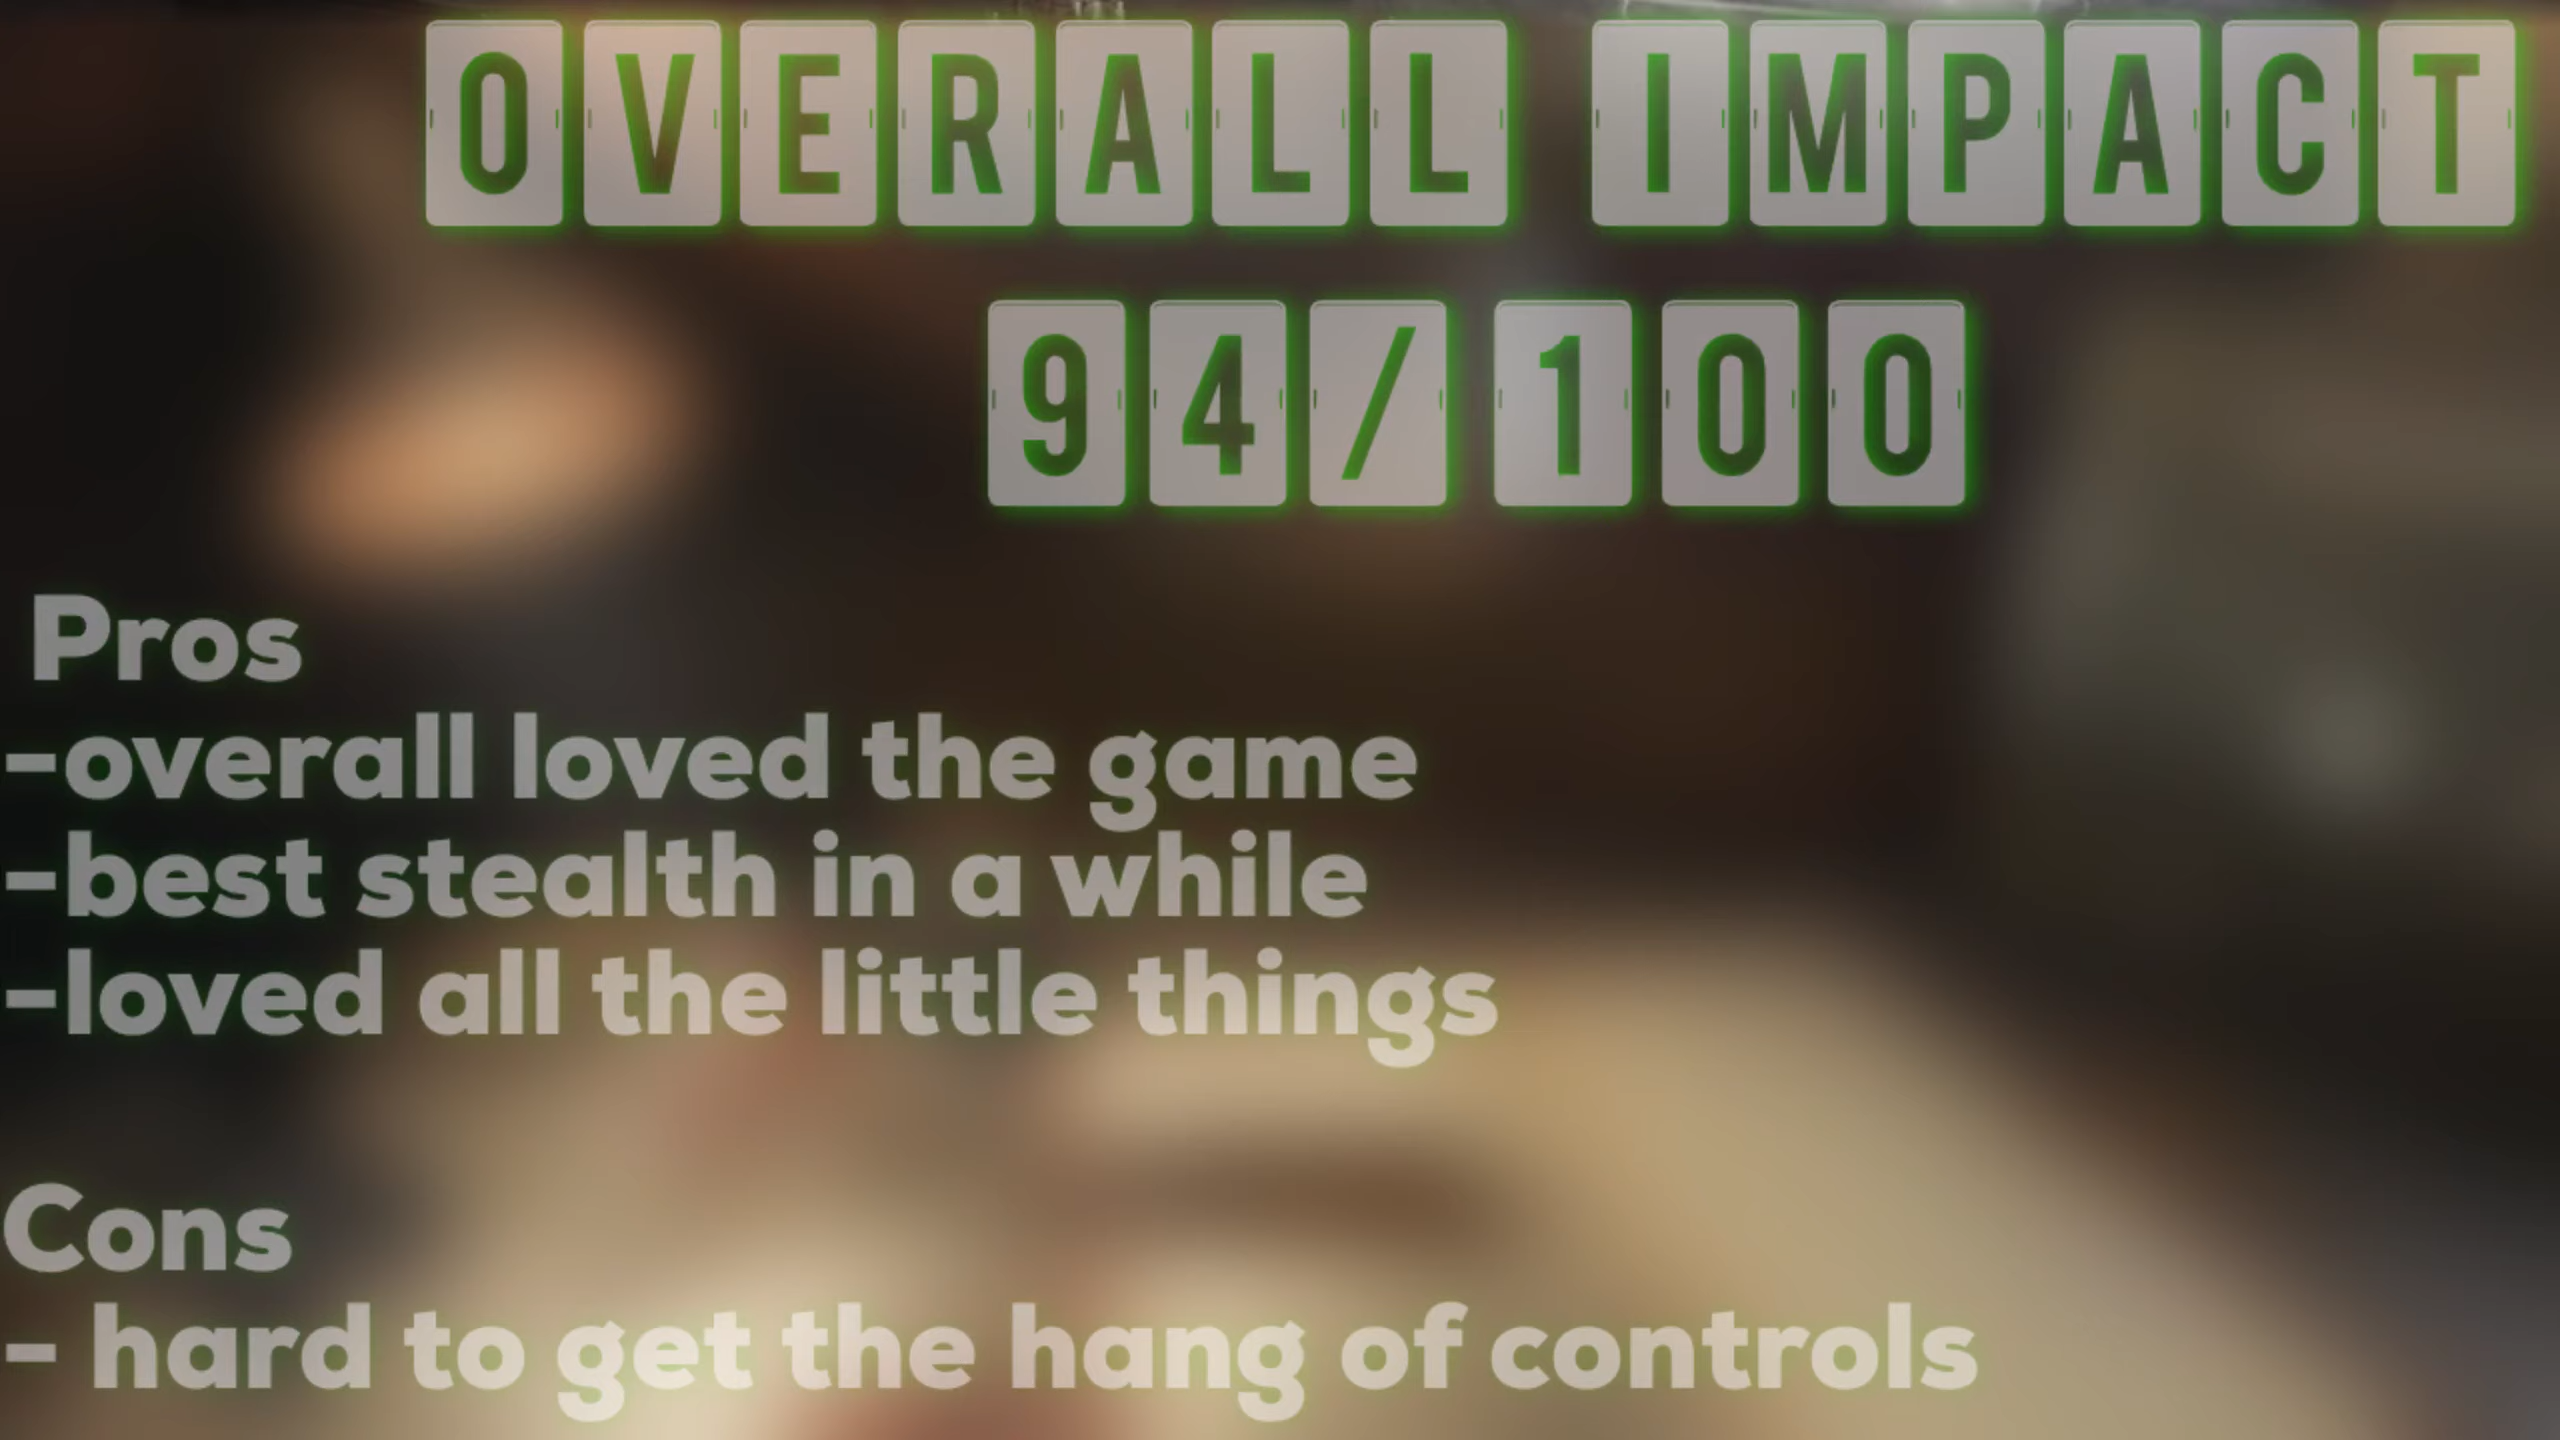 OVERALL IMPACT
94/100
Pros
-overall loved the game
-best stealth in a while
-loved all the little things
Cons
- hard to get the hang of controls